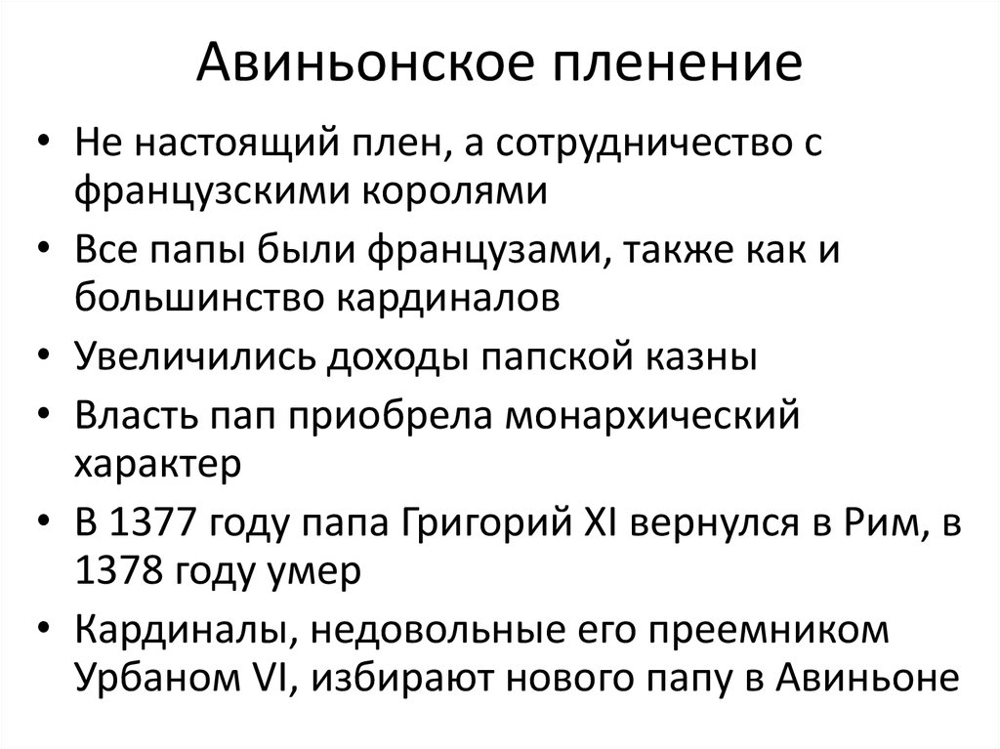 Авиньонское пленение
• Не настоящий плен, а сотрудничество с
французскими королями
• Все папы были французами, также как и
большинство кардиналов
• Увеличились доходы папской казны
• Власть пап приобрела монархический
характер
• В 1377 году папа Григорий XI вернулся в Рим, в
1378 году умер
• Кардиналы, недовольные его преемником
Урбаном VI, избирают нового папу в Авиньоне